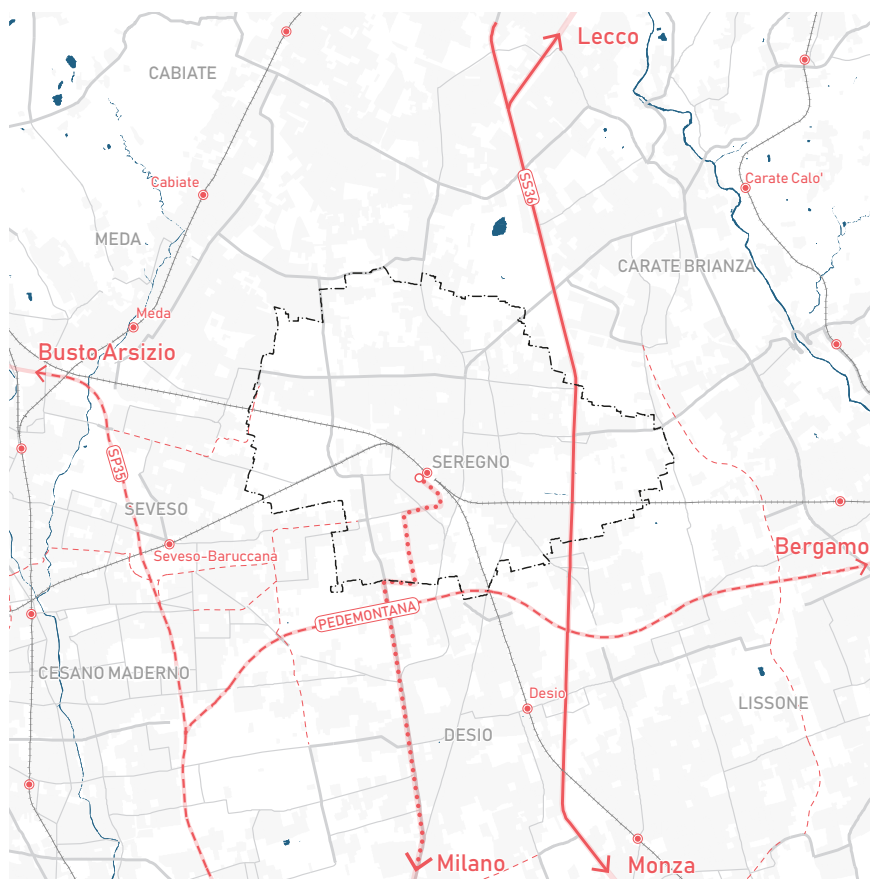 Lecco
CABIATE
SS36
Cabiate
Carate Calo'
MEDA
CARATE BRIANZA
Meda
Busto Arsizio
SP35
SEREGNO
SEVESO
Seveso-Baruccana
Bergamo
PEDEMONTANA
CESANO MADERNO
Desio
LISSONE
DESIO
Milano
Monza